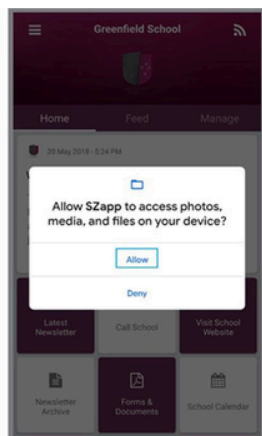 Greenfield School
Home Feed Manage
20 May 2018 - 5:24 PM
Allow SZapp to access photos,
media, and files on your device?
Allow
Deny
Latest
Newsletter
Call School
Visit School
Website
Newsletter
Archive
Forms &
Documents
School Calendar